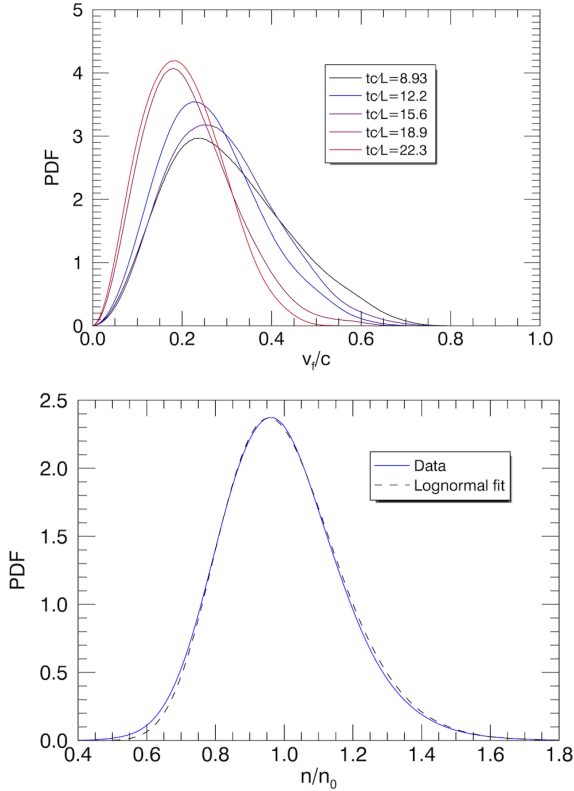 5
4
3
2
1
0
PDF
tc/L=8.93
tc/L=12.2
tc/L=15.6
tc/L=18.9
tc/L=22.3
0.0 0.2 0.4 0.6 0.8 1.0
v_f/c
2.5
2.0
1.5
1.0
0.5
0.0
PDF
Data
Lognormal fit
0.4 0.6 0.8 1.0 1.2 1.4 1.6 1.8
n/n_0